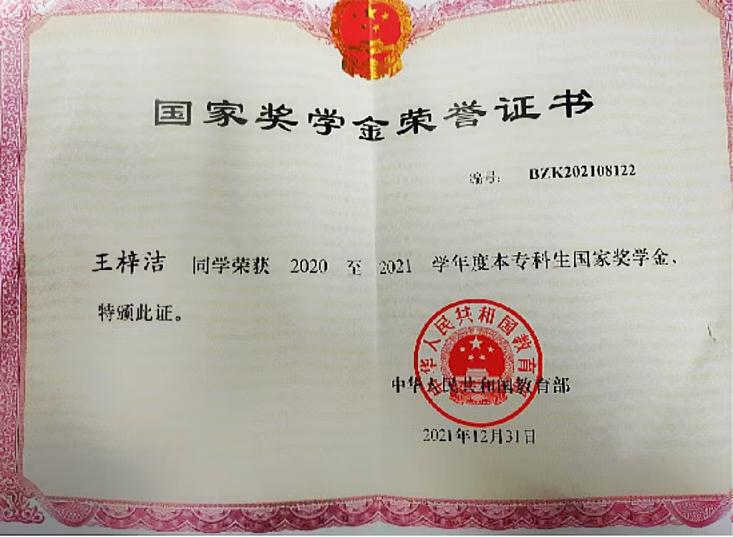 国家奖学金荣誉证书
编号： BZK202108122
王梓洁 同学荣获 2020 至 2021 学年度本专科生国家奖学金，
特颁此证。
中华人民共和国教育部
中华人民共和国教育部
2021年12月31日